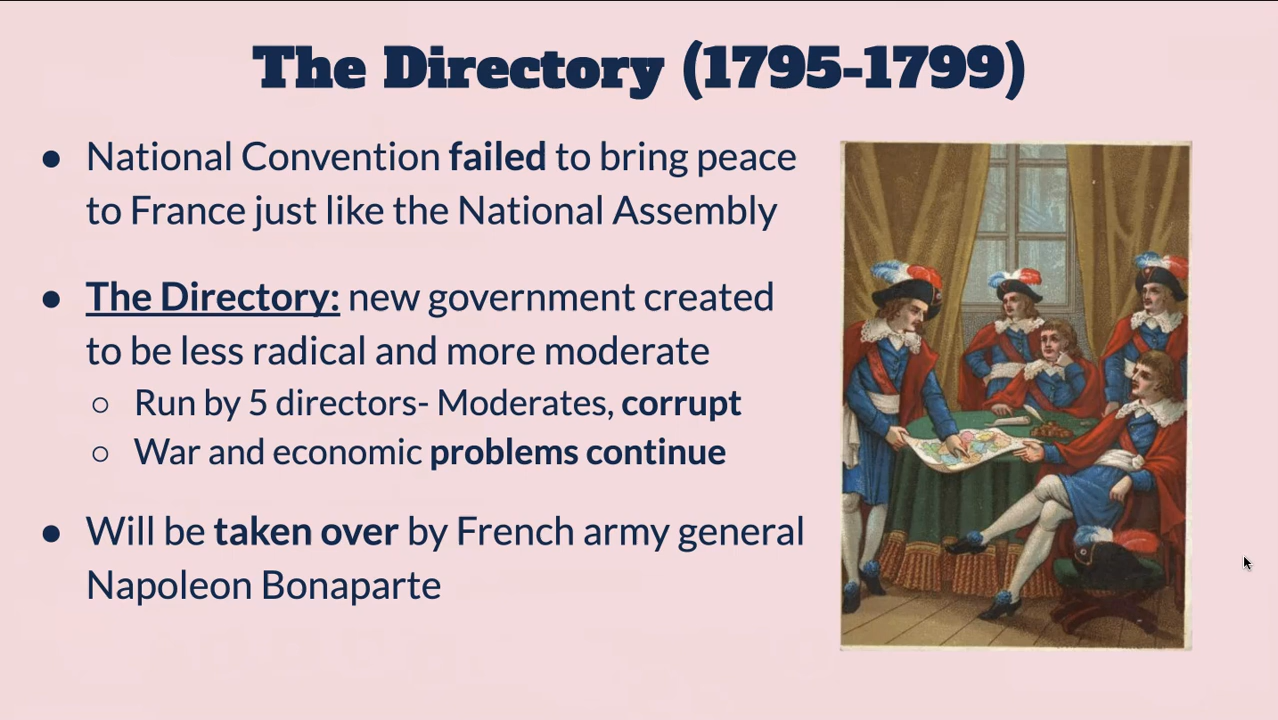 The Directory (1795-1799)
● National Convention failed to bring peace
to France just like the National Assembly
● The Directory: new government created
to be less radical and more moderate
○ Run by 5 directors- Moderates, corrupt
○ War and economic problems continue
● Will be taken over by French army general
Napoleon Bonaparte